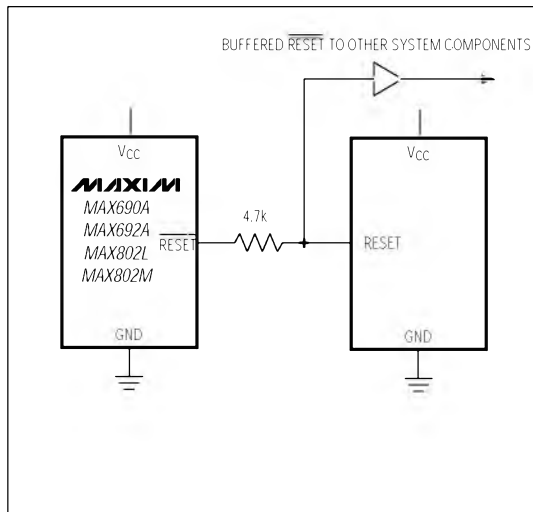 BUFFERED RESET TO OTHER SYSTEM COMPONENTS
VCC
MAXIM
MAX690A
MAX692A
MAX802L
MAX802M
RESET
GND
4.7k
VCC
RESET
GND